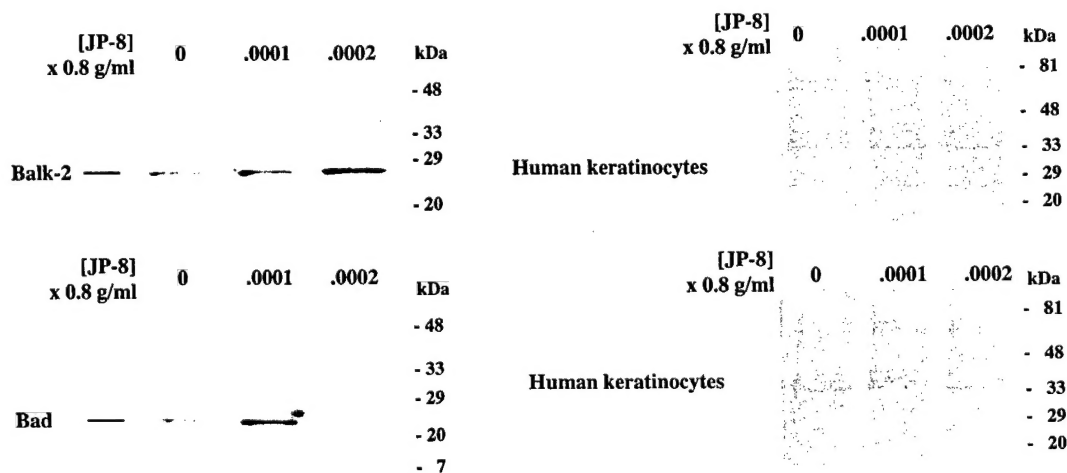 [JP-8]
x 0.8 g/ml 0 .0001 .0002 kDa
- 48
- 33
- 29
Balk-2
- 20
[JP-8]
x 0.8 g/ml 0 .0001 .0002 kDa
- 81
- 48
- 33
Human keratinocytes
- 29
- 20
[JP-8]
x 0.8 g/ml 0 .0001 .0002 kDa
- 48
- 33
- 29
Bad
- 20
- 7
[JP-8]
x 0.8 g/ml 0 .0001 .0002 kDa
- 81
- 48
Human keratinocytes
- 33
- 29
- 20